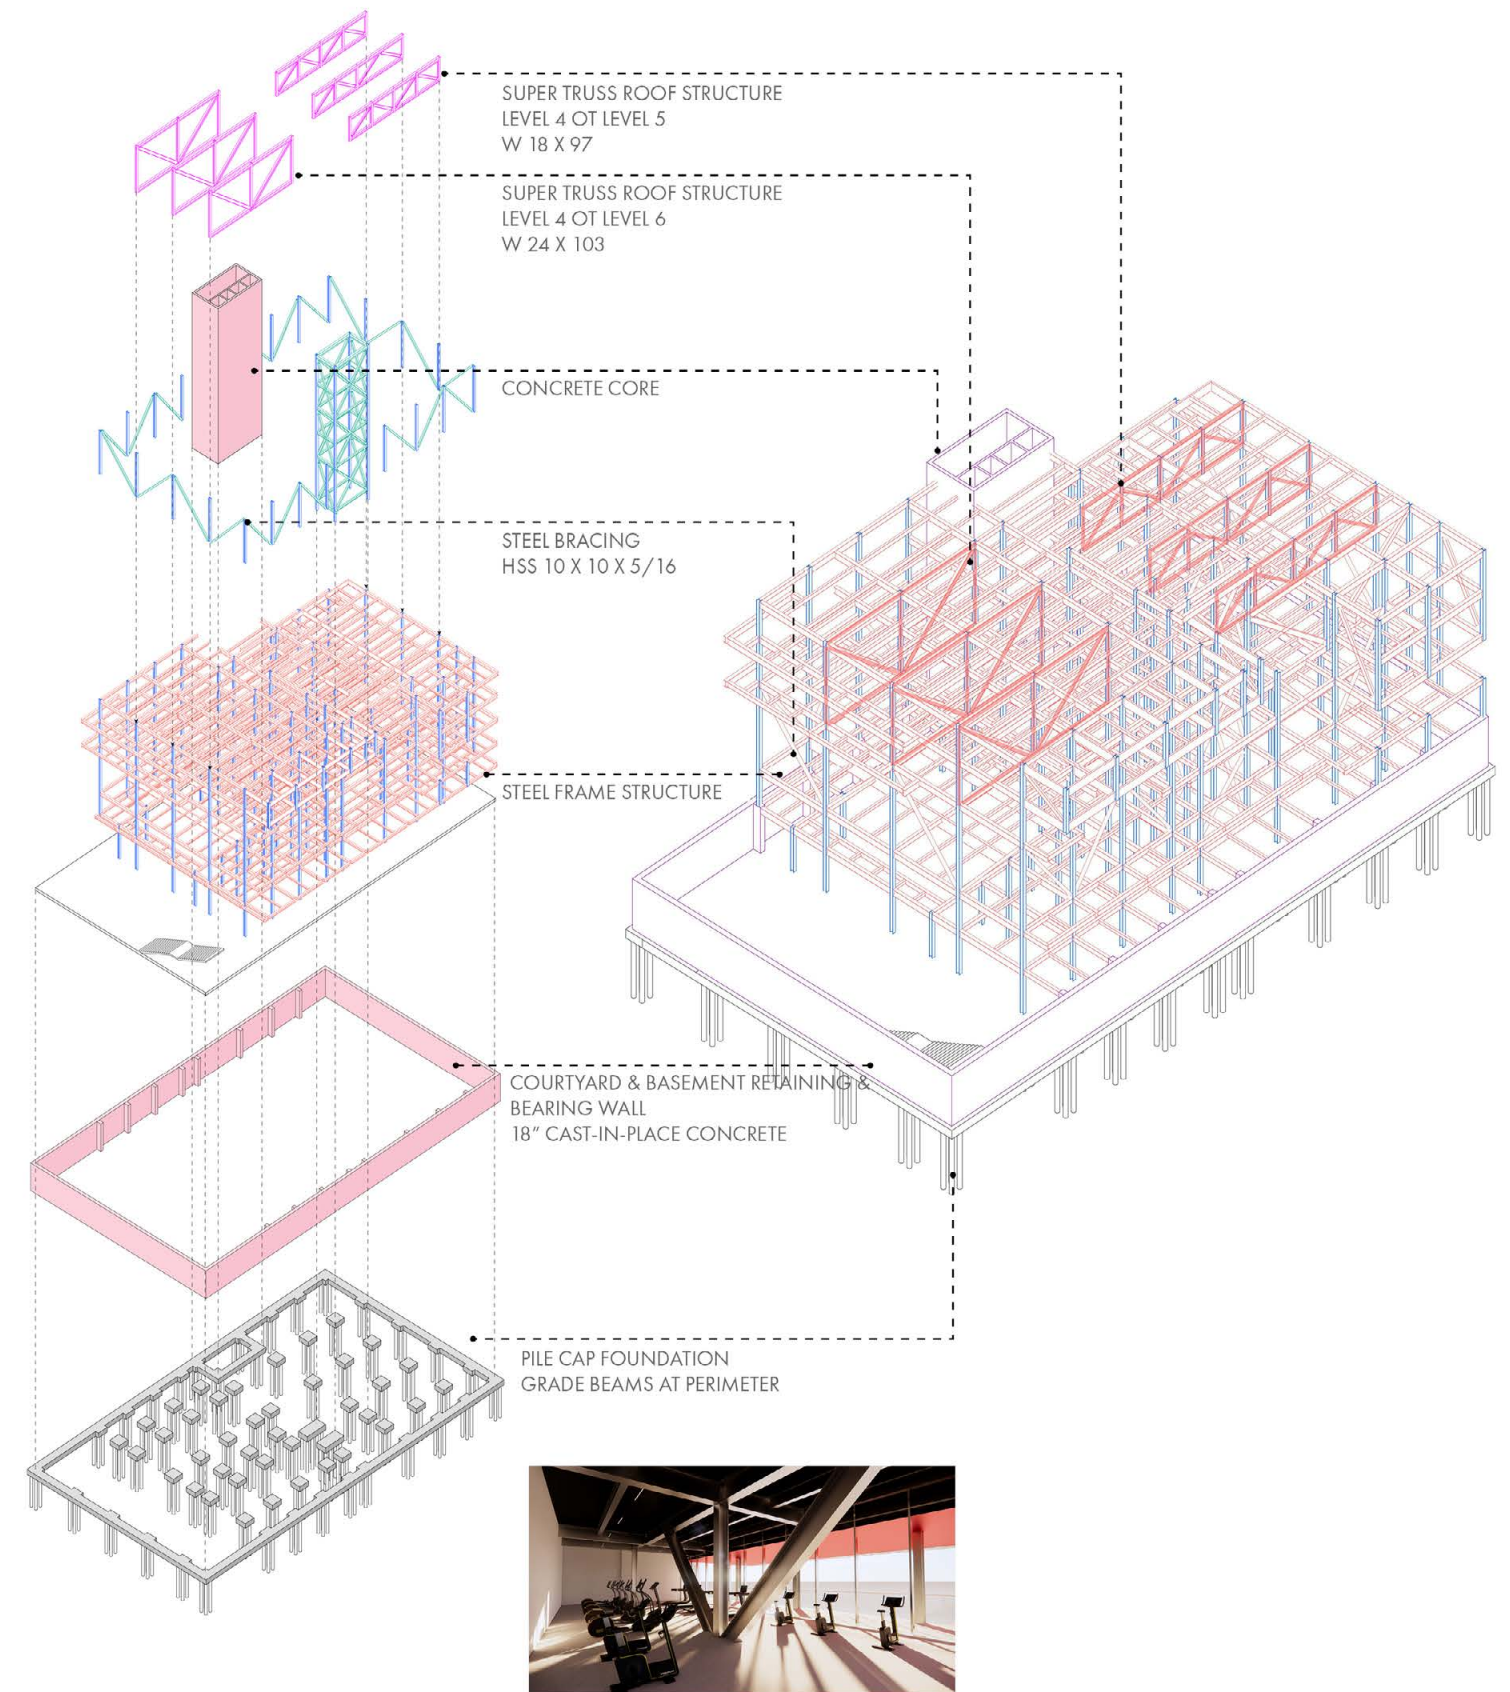 SUPER TRUSS ROOF STRUCTURE
LEVEL 4 OT LEVEL 5
W 18 X 97
SUPER TRUSS ROOF STRUCTURE
LEVEL 4 OT LEVEL 6
W 24 X 103
CONCRETE CORE
STEEL BRACING
HSS 10 X 10 X 5/16
STEEL FRAME STRUCTURE
COURTYARD & BASEMENT RETAINING &
BEARING WALL
18” CAST-IN-PLACE CONCRETE
PILE CAP FOUNDATION
GRADE BEAMS AT PERIMETER